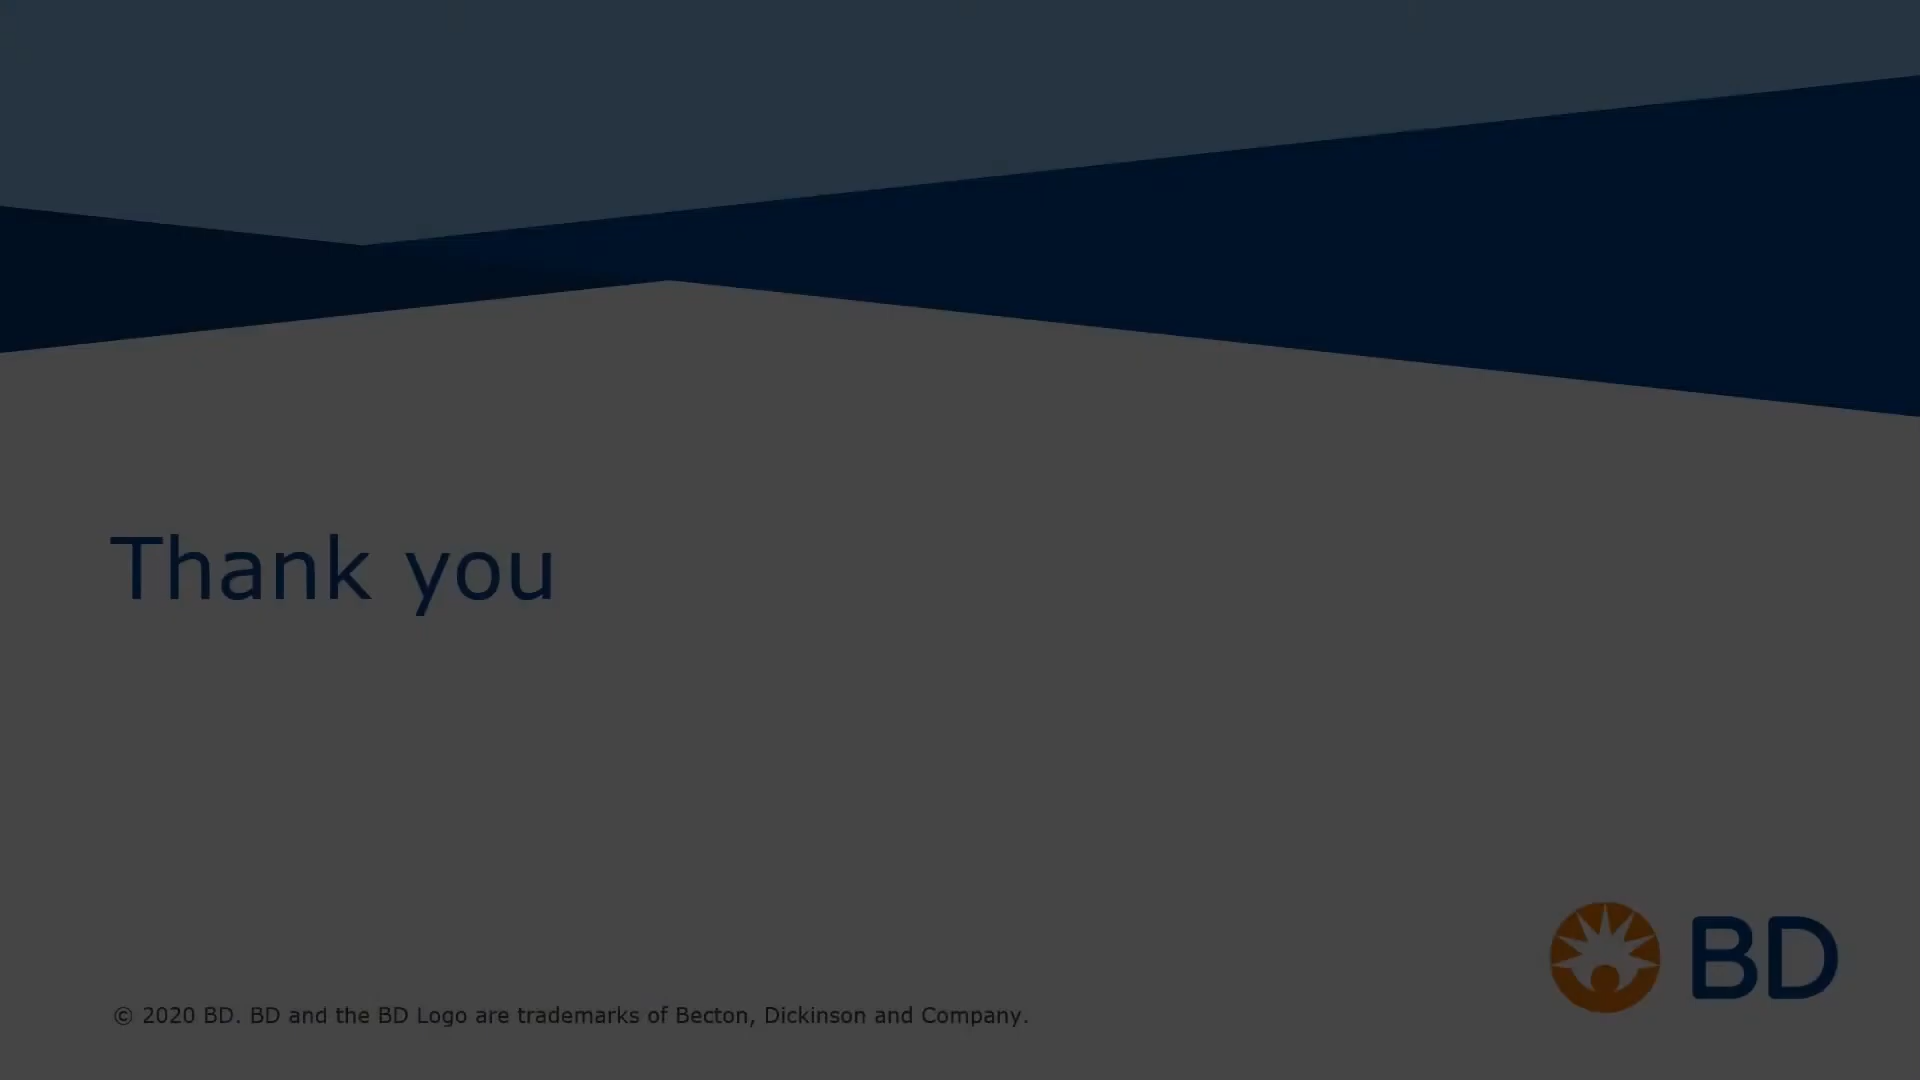 Thank you
BD
© 2020 BD. BD and the BD Logo are trademarks of Becton, Dickinson and Company.